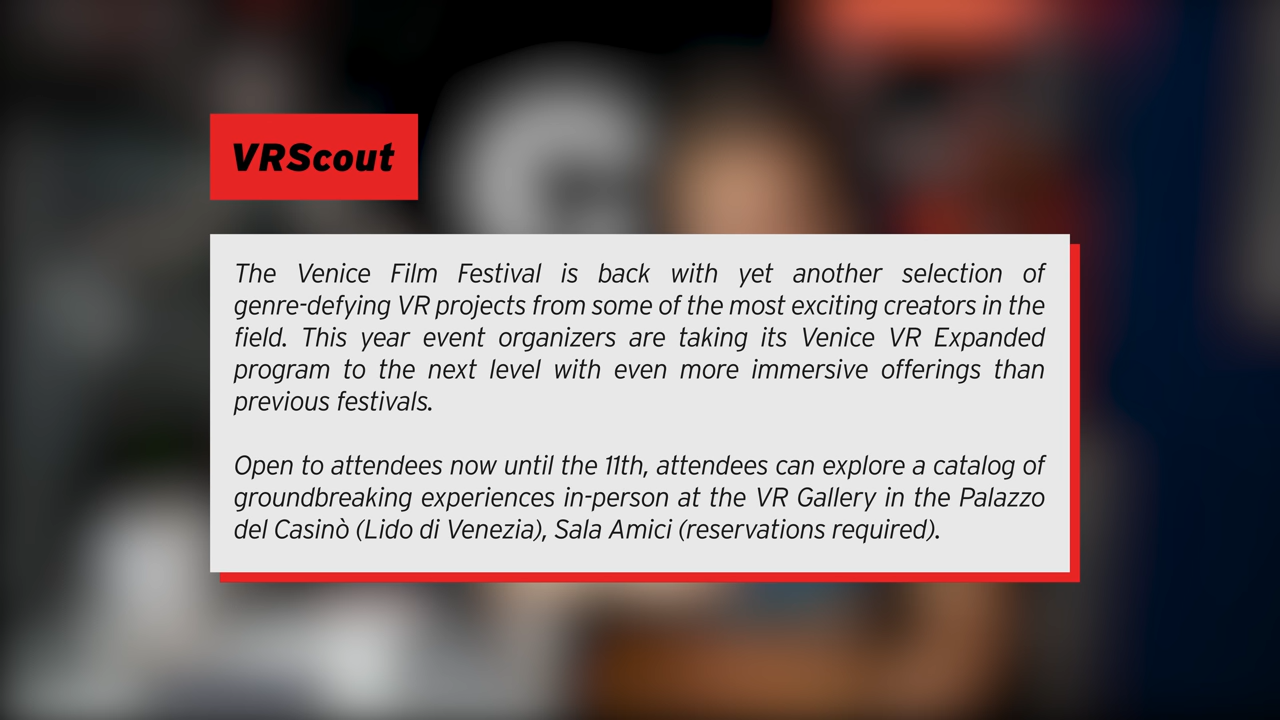 VRScout
The Venice Film Festival is back with yet another selection of
genre-defying VR projects from some of the most exciting creators in the
field. This year event organizers are taking its Venice VR Expanded
program to the next level with even more immersive offerings than
previous festivals.
Open to attendees now until the 11th, attendees can explore a catalog of
groundbreaking experiences in-person at the VR Gallery in the Palazzo
del Casinò (Lido di Venezia), Sala Amici (reservations required).